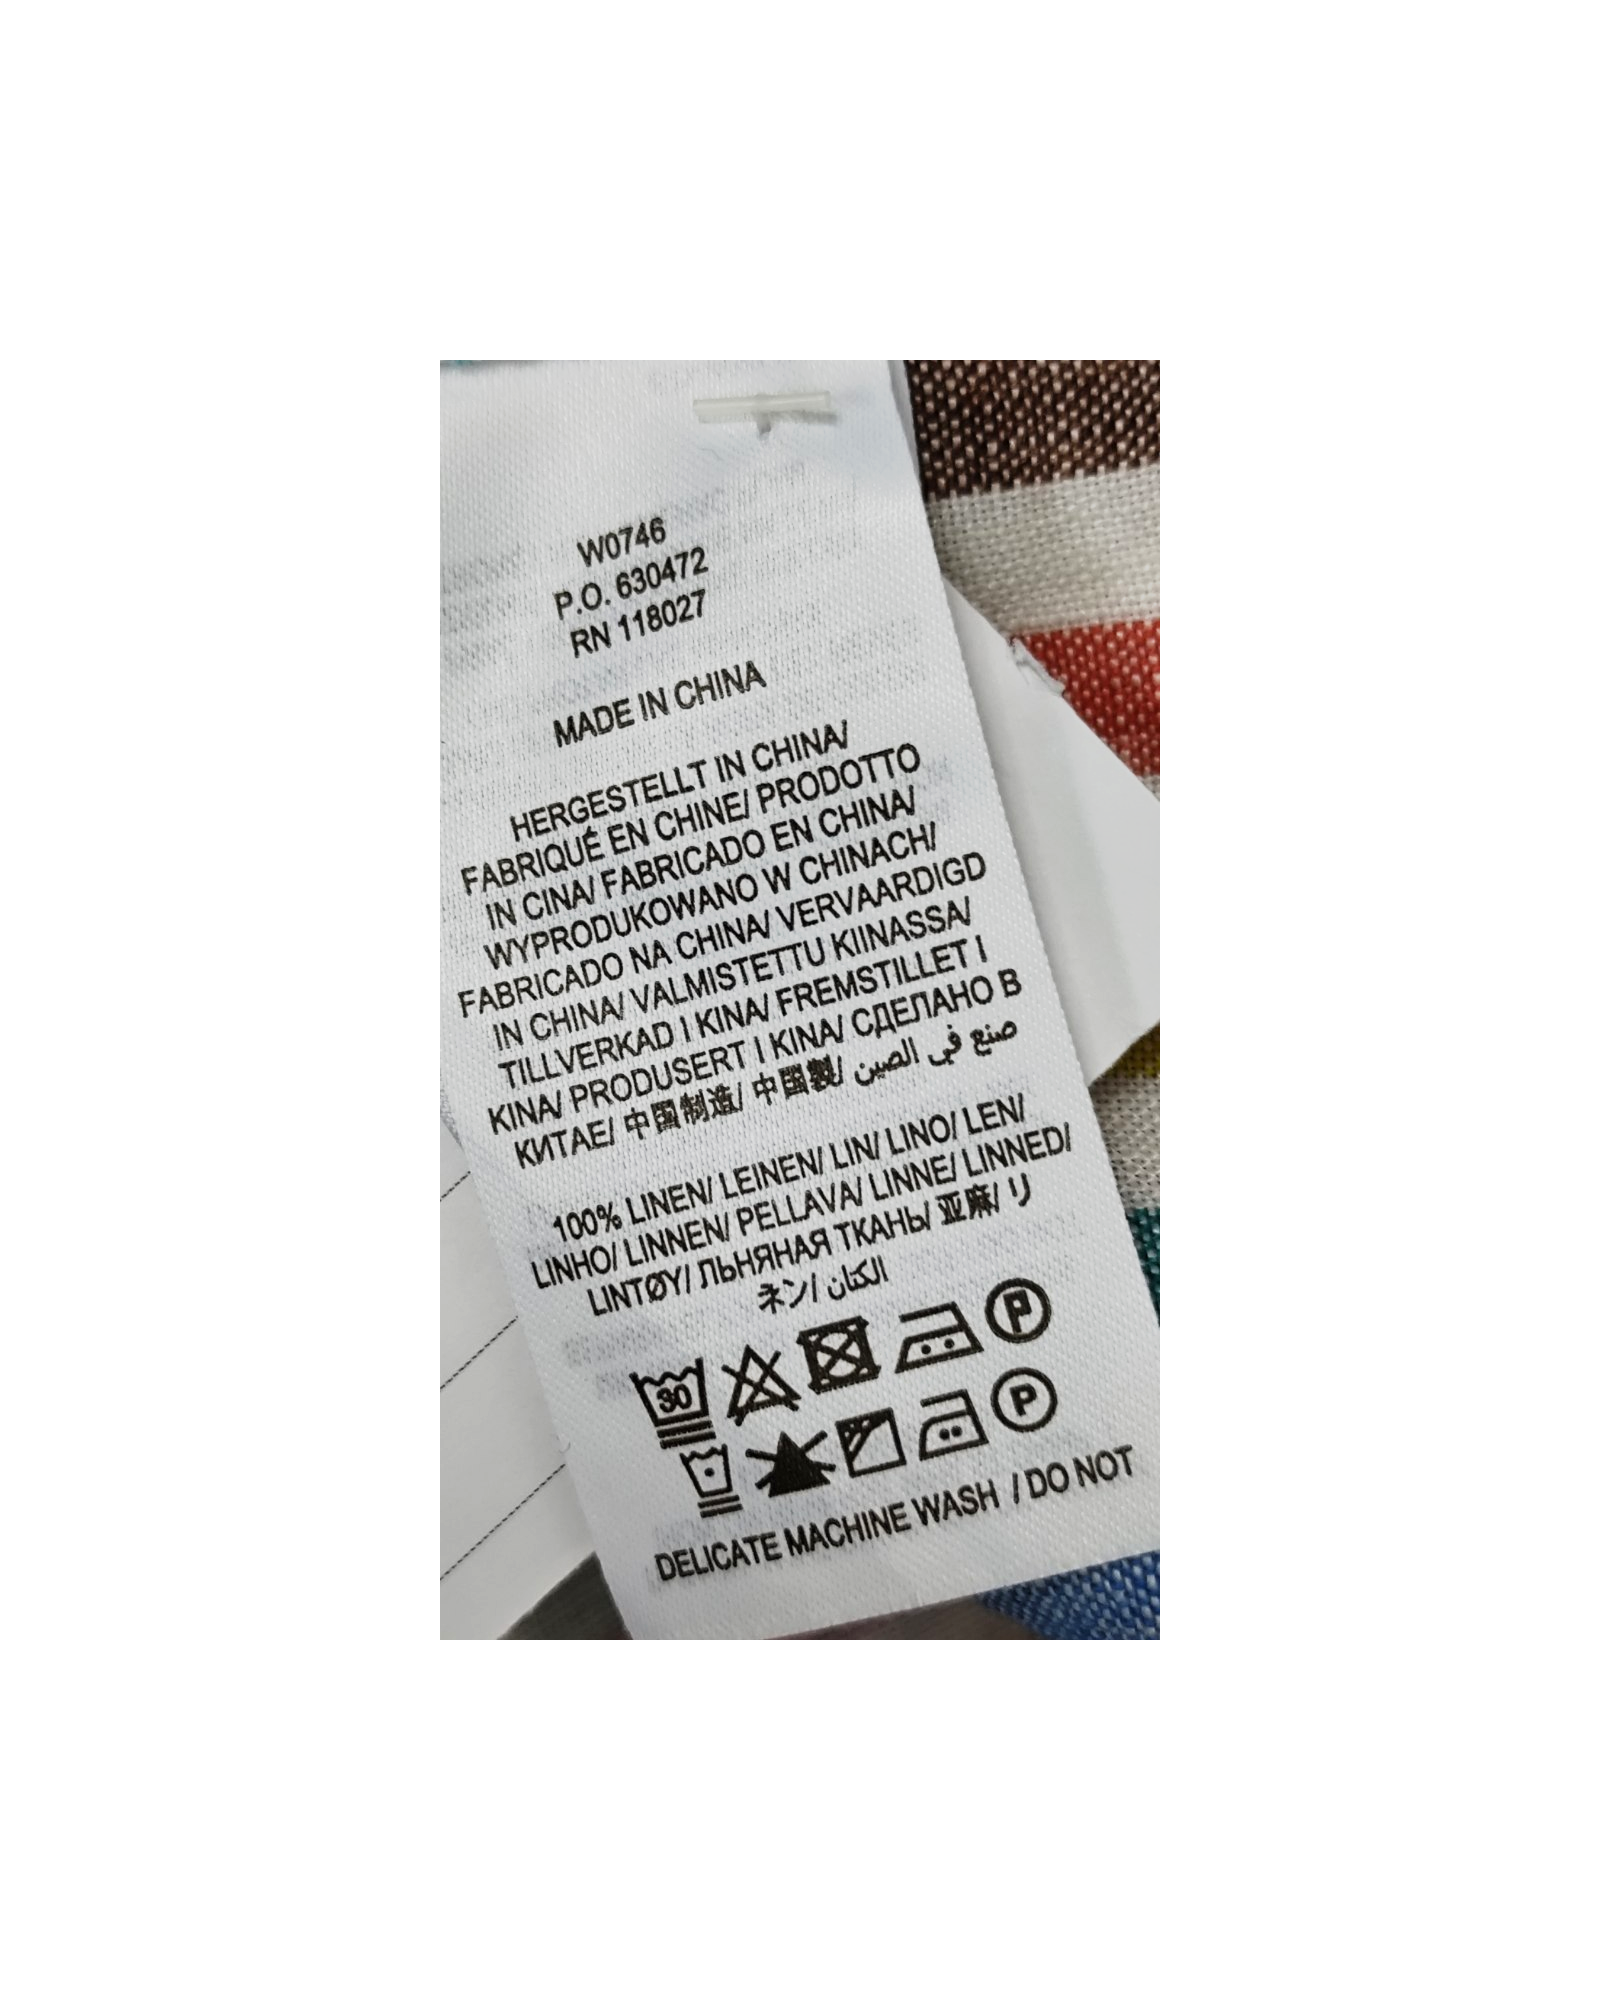 W0746
P.O. 630472
RN 118027
MADE IN CHINA
HERGESTELLT IN CHINA/
FABRIQUÉ EN CHINE/ PRODOTTO
IN CINA/ FABRICADO EN CHINA/
WYPRODUKOWANO W CHINACH/
FABRICADO NA CHINA/ VERVAARDIGD
IN CHINA/ VALMISTETTU KIINASSA/
TILLVERKAD I KINA/ FREMSTILLET I
KINA/ PRODUSERT I KINA/ СДЕЛАНО В
КИТАЕ/ 中国制造/ 中国製/ صنع في الصين
100% LINEN/ LEINEN/ LIN/ LINO/ LEN/
LINHO/ LINNEN/ PELLAVA/ LINNE/ LINNED/
LINTØY/ ЛЬНЯНАЯ ТКАНЬ/ 亚麻/ リ
ネン/ الكتان
30 P
P
DELICATE MACHINE WASH / DO NOT